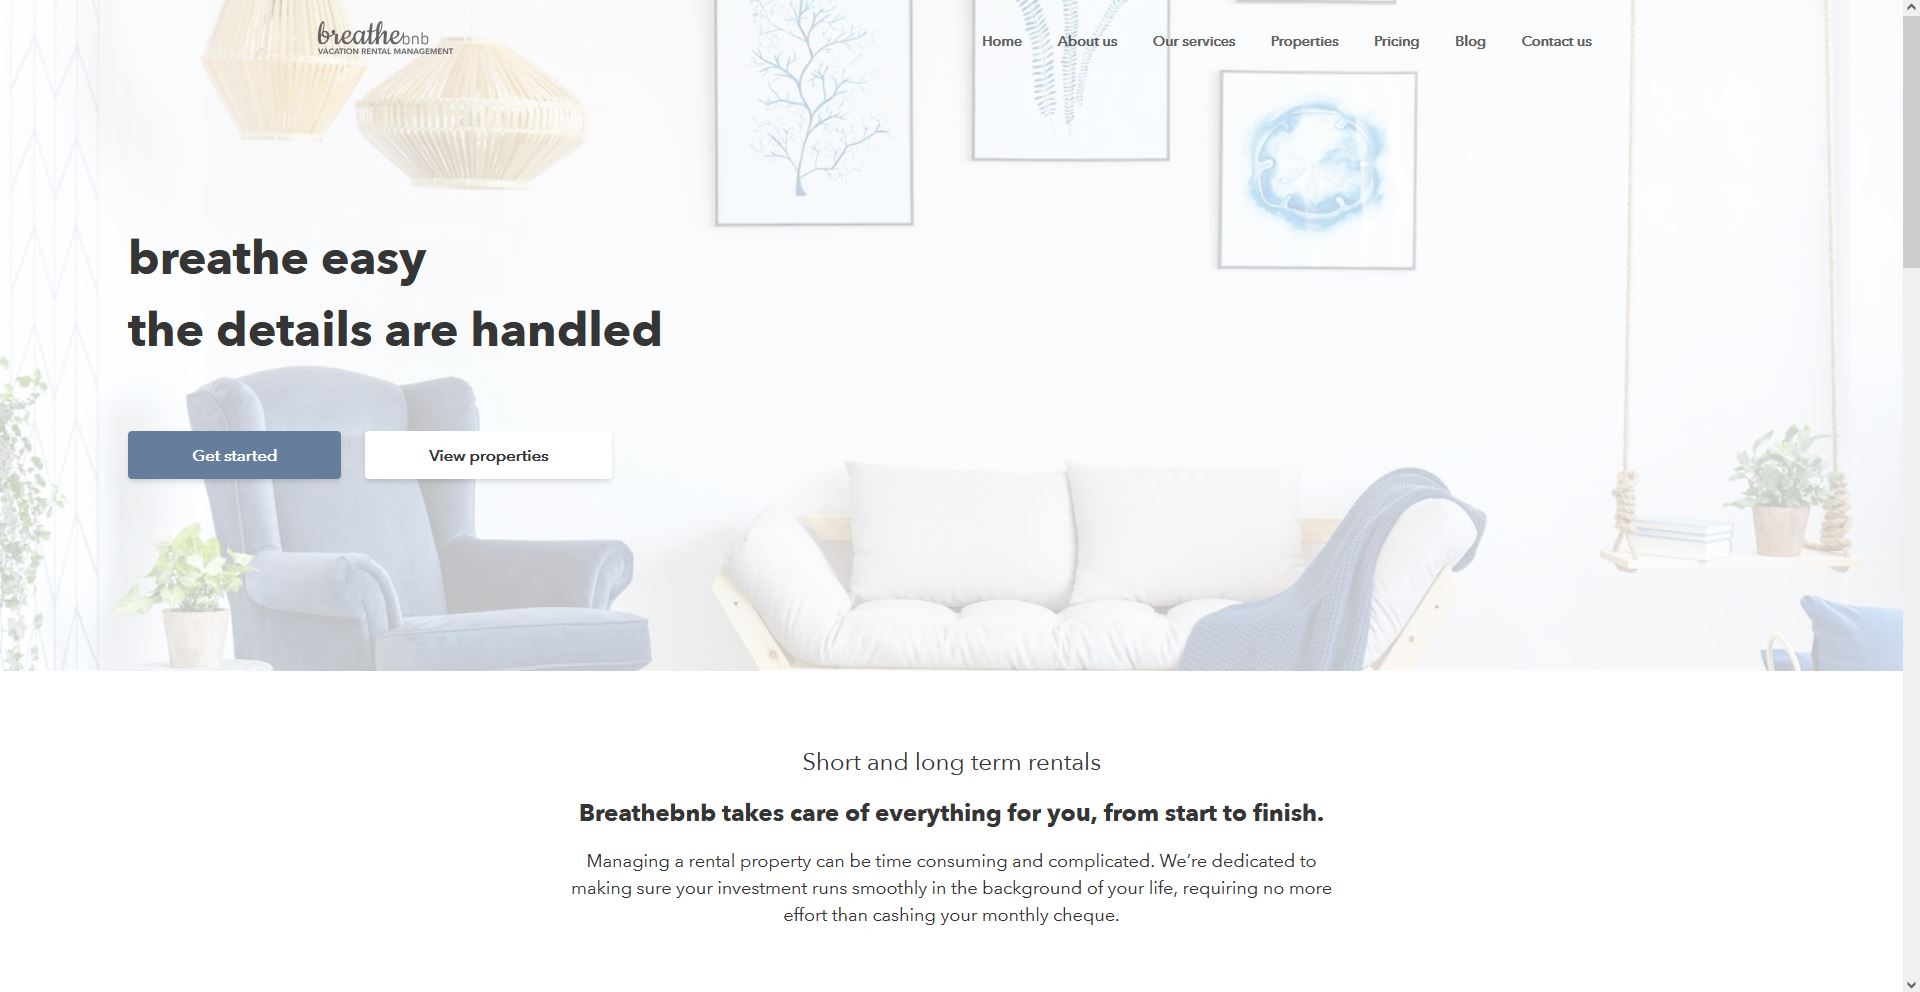 breathebnb
VACATION RENTAL MANAGEMENT
Home About us Our services Properties Pricing Blog Contact us
breathe easy
the details are handled
Get started View properties
Short and long term rentals
Breathebnb takes care of everything for you, from start to finish.
Managing a rental property can be time consuming and complicated. We’re dedicated to
making sure your investment runs smoothly in the background of your life, requiring no more
effort than cashing your monthly cheque.